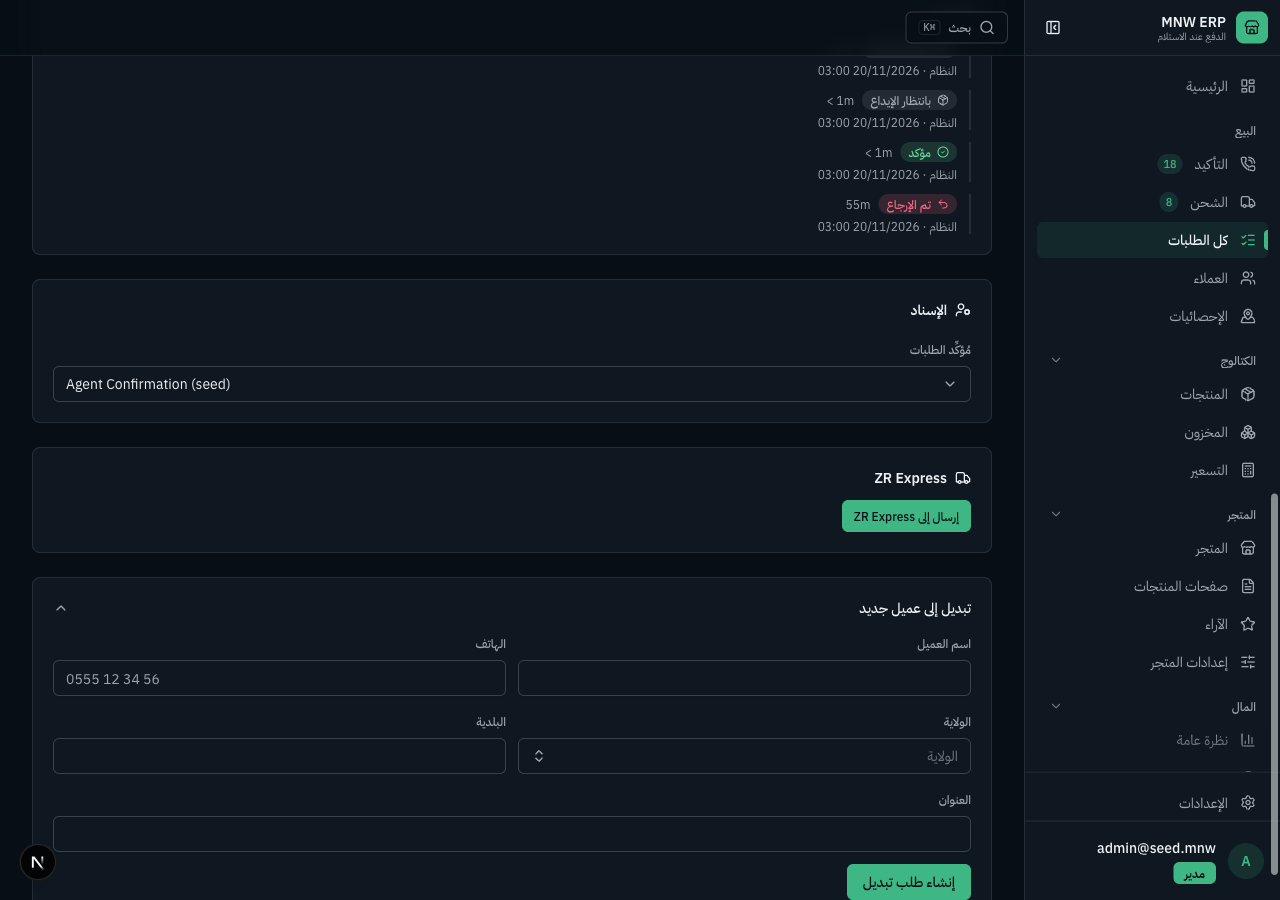 MNW ERP
الدفع عند الاستلام
بحث
K⌘
الرئيسية
البيع
التأكيد 18
الشحن 8
كل الطلبات
العملاء
الإحصائيات
الكتالوج
المنتجات
المخزون
التسعير
المتجر
المتجر
صفحات المنتجات
الآراء
إعدادات المتجر
المال
نظرة عامة
الإعدادات
admin@seed.mnw
مدير
A
النظام · 20/11/2026 03:00
بانتظار الإيداع < 1m
النظام · 20/11/2026 03:00
مؤكد < 1m
النظام · 20/11/2026 03:00
تم الإرجاع 55m
النظام · 20/11/2026 03:00
الإسناد
مُؤكِّد الطلبات
Agent Confirmation (seed)
ZR Express
إرسال إلى ZR Express
تبديل إلى عميل جديد
اسم العميل
الهاتف
0555 12 34 56
الولاية
البلدية
الولاية
العنوان
إنشاء طلب تبديل
N